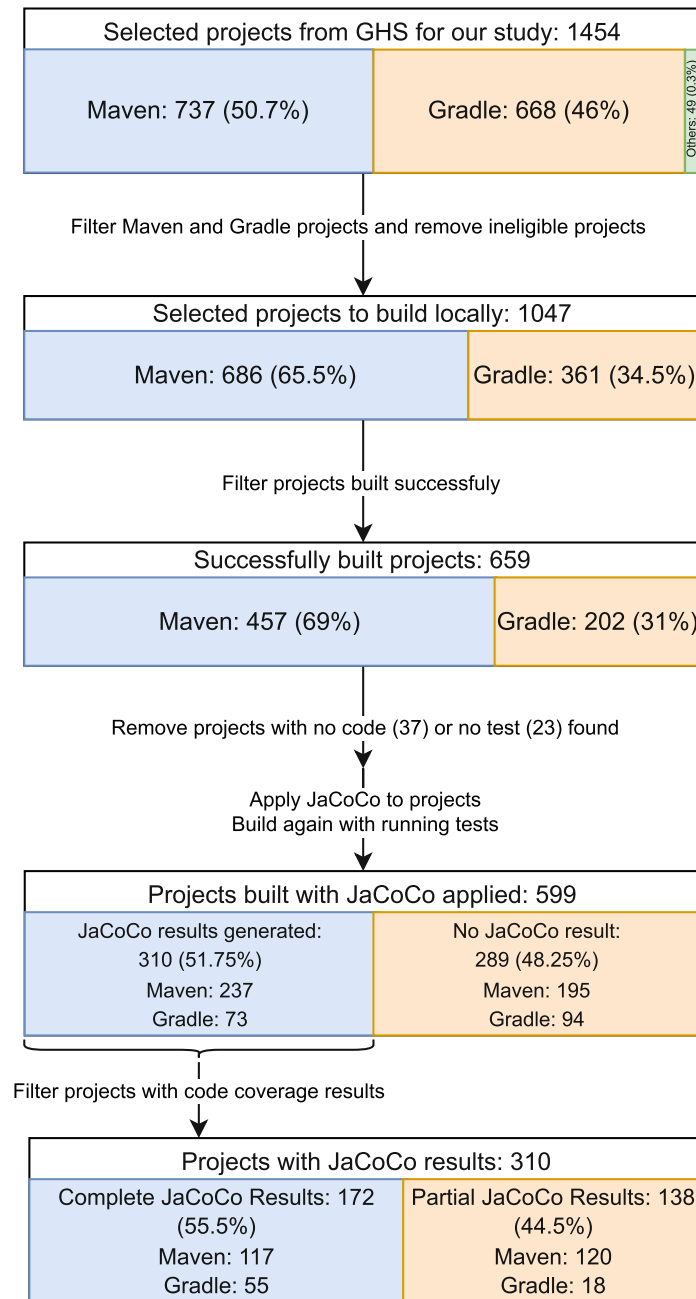 Selected projects from GHS for our study: 1454
Maven: 737 (50.7%)
Gradle: 668 (46%)
Others: 49 (0.3%)
Filter Maven and Gradle projects and remove ineligible projects
Selected projects to build locally: 1047
Maven: 686 (65.5%)
Gradle: 361 (34.5%)
Filter projects built successfuly
Successfully built projects: 659
Maven: 457 (69%)
Gradle: 202 (31%)
Remove projects with no code (37) or no test (23) found
Apply JaCoCo to projects
Build again with running tests
Projects built with JaCoCo applied: 599
JaCoCo results generated:
310 (51.75%)
Maven: 237
Gradle: 73
No JaCoCo result:
289 (48.25%)
Maven: 195
Gradle: 94
Filter projects with code coverage results
Projects with JaCoCo results: 310
Complete JaCoCo Results: 172
(55.5%)
Maven: 117
Gradle: 55
Partial JaCoCo Results: 138
(44.5%)
Maven: 120
Gradle: 18